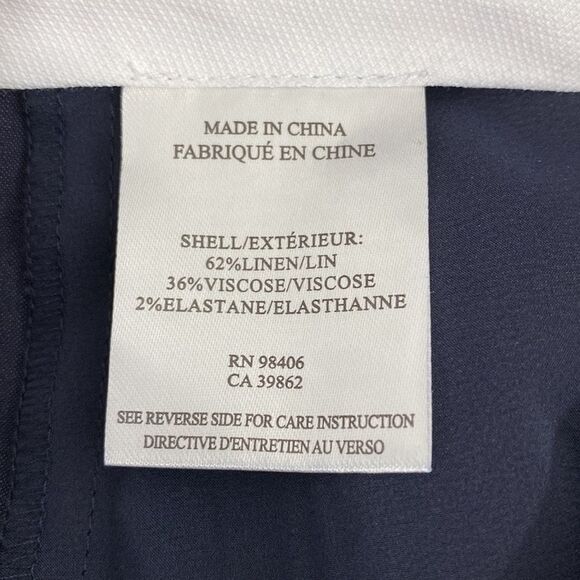 MADE IN CHINA
FABRIQUÉ EN CHINE
SHELL/EXTÉRIEUR:
62%LINEN/LIN
36%VISCOSE/VISCOSE
2%ELASTANE/ELASTHANNE
RN 98406
CA 39862
SEE REVERSE SIDE FOR CARE INSTRUCTION
DIRECTIVE D'ENTRETIEN AU VERSO